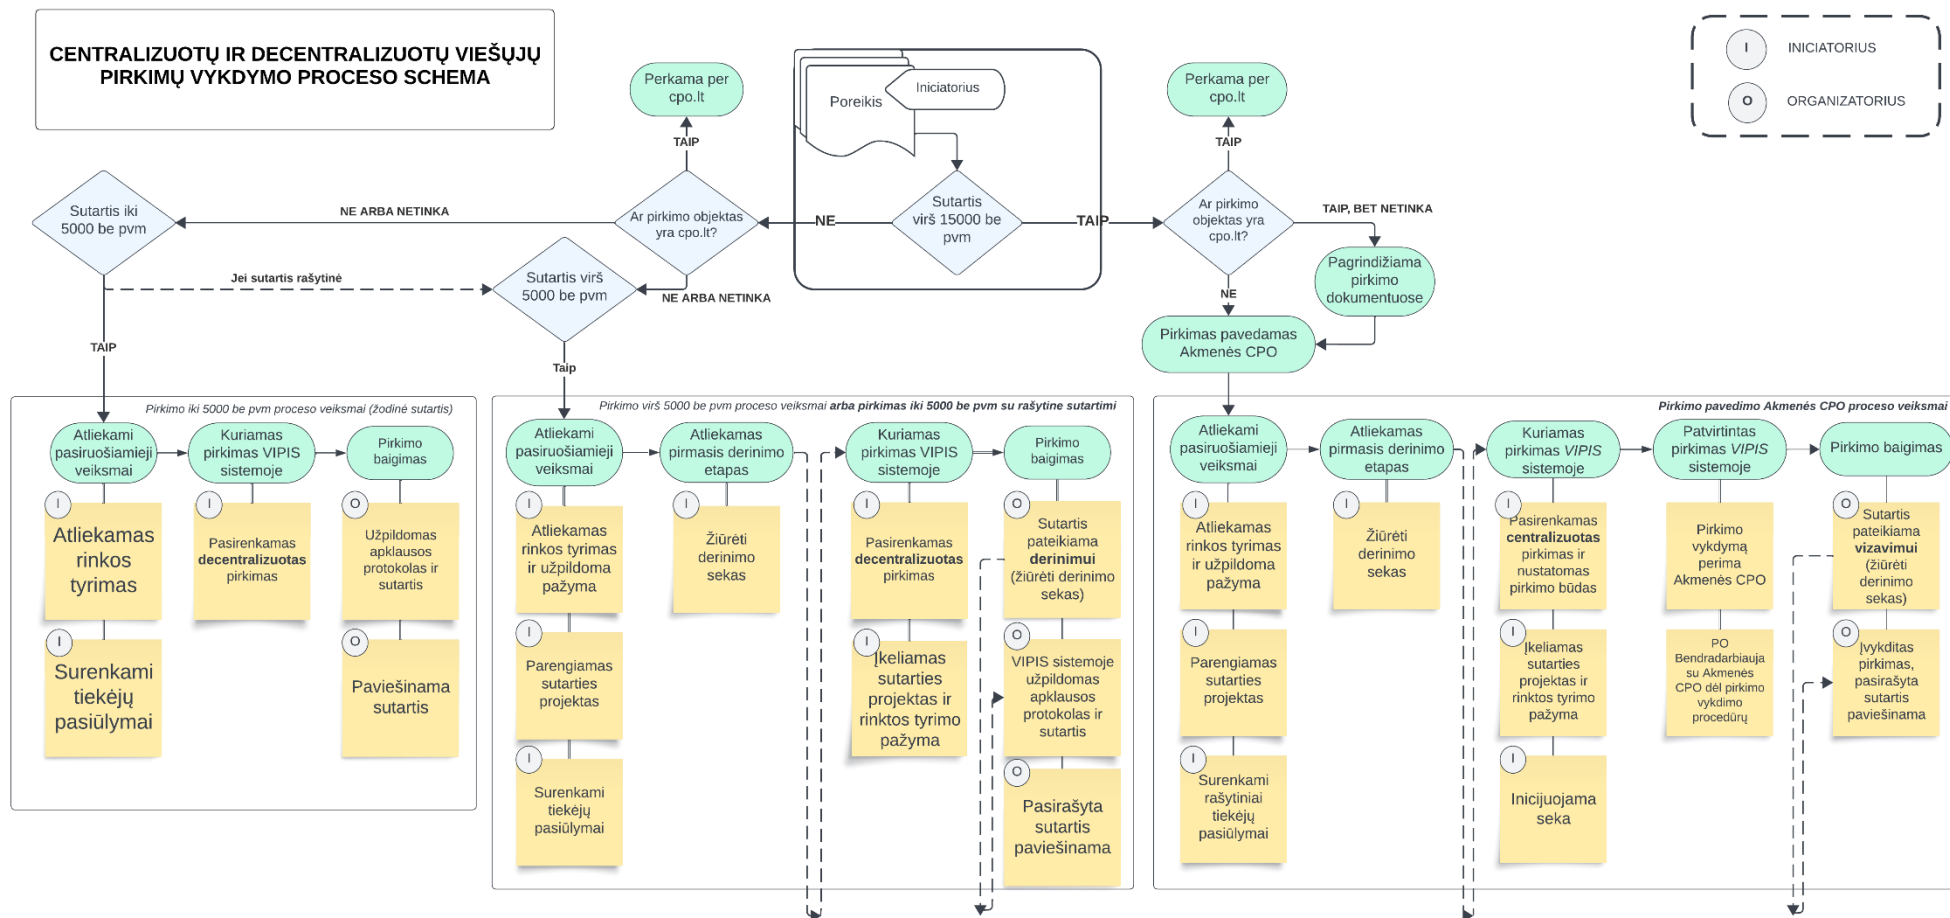 CENTRALIZUOTŲ IR DECENTRALIZUOTŲ VIEŠŲJŲ
PIRKIMŲ VYKDYMO PROCESO SCHEMA
I
INICIATORIUS
O
ORGANIZATORIUS
Perkama per
cpo.lt
Poreikis
Iniciatorius
Perkama per
cpo.lt
TAIP
TAIP
Sutartis iki
5000 be pvm
NE ARBA NETINKA
Ar pirkimo objektas
yra cpo.lt?
NE
Sutartis
virš 15000 be
pvm
TAIP
Ar pirkimo
objektas yra
cpo.lt?
TAIP, BET NETINKA
Pagrindižiama
pirkimo
dokumentuose
Jei sutartis rašytinė
Sutartis virš
5000 be pvm
NE ARBA NETINKA
NE
Pirkimas pavedamas
Akmenės CPO
TAIP
Taip
Pirkimo iki 5000 be pvm proceso veiksmai (žodinė sutartis)
Atliekami
pasiruošiamieji
veiksmai
Kuriamas
pirkimas VIPIS
sistemoje
Pirkimo
baigimas
I
Atliekamas
rinkos
tyrimas
I
Surenkami
tiekėjų
pasiūlymai
I
Pasirenkamas
decentralizuotas
pirkimas
O
Užpildomas
apklausos
protokolas ir
sutartis
O
Paviešinama
sutartis
Pirkimo virš 5000 be pvm proceso veiksmai arba pirkimas iki 5000 be pvm su rašytine sutartimi
Atliekami
pasiruošiamieji
veiksmai
Atliekamas
pirmasis derinimo
etapas
Kuriamas
pirkimas VIPIS
sistemoje
Pirkimo
baigimas
I
Atliekamas
rinkos tyrimas
ir užpildoma
pažyma
I
Parengiamas
sutarties
projektas
I
Surenkami
tiekėjų
pasiūlymai
I
Žiūrėti
derinimo
sekas
I
Pasirenkamas
decentralizuotas
pirkimas
I
Įkeliamas
sutarties
projektas ir
rinktos tyrimo
pažyma
O
Sutartis
pateikiama
derinimui
(žiūrėti derinimo
sekas)
O
VIPIS sistemoje
užpildomas
apklausos
protokolas ir
sutartis
O
Pasirašyta
sutartis
paviešinama
Pirkimo pavedimo Akmenės CPO proceso veiksmai
Atliekami
pasiruošiamieji
veiksmai
Atliekamas
pirmasis derinimo
etapas
Kuriamas
pirkimas VIPIS
sistemoje
Patvirtintas
pirkimas VIPIS
sistemoje
Pirkimo baigimas
I
Atliekamas
rinkos tyrimas
ir užpildoma
pažyma
I
Parengiamas
sutarties
projektas
I
Surenkami
rašytiniai
tiekėjų
pasiūlymai
I
Žiūrėti
derinimo
sekas
I
Pasirenkamas
centralizuotas
pirkimas ir
nustatomas
pirkimo būdas
I
Įkeliamas
sutarties
projektas ir
rinktos tyrimo
pažyma
I
Inicijuojama
seka
Pirkimo
vykdymą
perima
Akmenės CPO
PO
Bendradarbiauja
su Akmenės
CPO dėl pirkimo
vykdimo
procedūrų
O
Sutartis
pateikiama
vizavimui
(žiūrėti
derinimo
sekas)
O
Įvykditas
pirkimas,
pasirašyta
sutartis
paviešinama